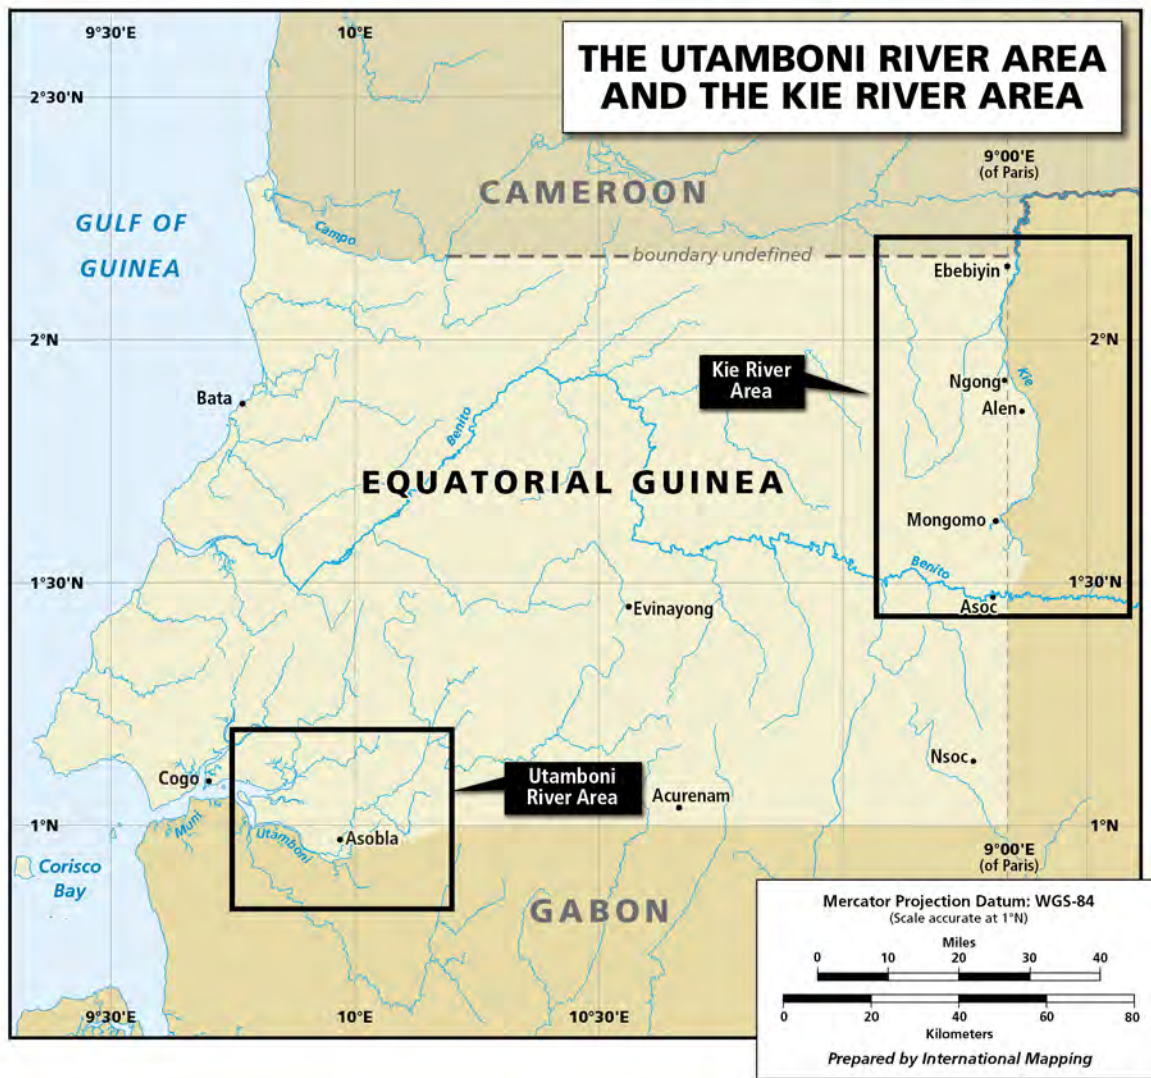 9°30'E
10°E
THE UTAMBONI RIVER AREA
AND THE KIE RIVER AREA
2°30'N
9°00'E
(of Paris)
CAMEROON
GULF OF
GUINEA
Campo
boundary undefined
Ebebiyin
2°N
2°N
Kie River
Area
Kie
Ngong
Alen
Bata
Benito
EQUATORIAL GUINEA
Mongomo
Benito
1°30'N
1°30'N
Asoc
Evinayong
Nsoc
Cogo
Utamboni
River Area
Acurenam
Muni
Utamboni
Asobla
1°N
1°N
9°00'E
(of Paris)
Corisco
Bay
GABON
Mercator Projection Datum: WGS-84
(Scale accurate at 1°N)
Miles
0 10 20 30 40
0 20 40 60 80
Kilometers
Prepared by International Mapping
9°30'E
10°E
10°30'E